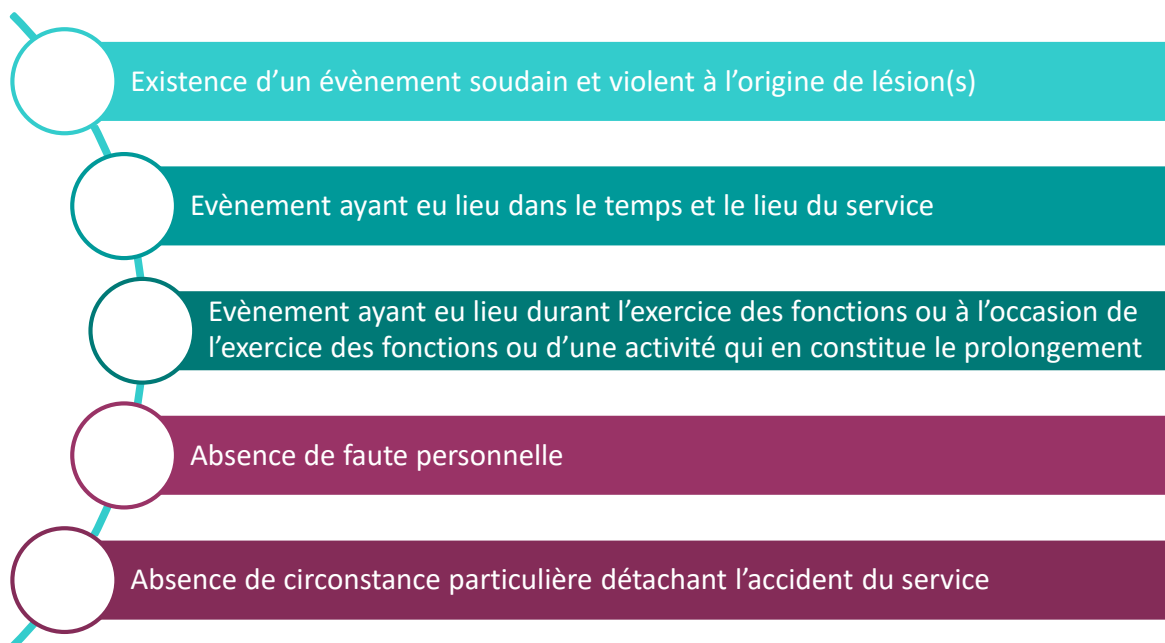 Existence d’un évènement soudain et violent à l’origine de lésion(s)
Evènement ayant eu lieu dans le temps et le lieu du service
Evènement ayant eu lieu durant l’exercice des fonctions ou à l’occasion de
l’exercice des fonctions ou d’une activité qui en constitue le prolongement
Absence de faute personnelle
Absence de circonstance particulière détachant l’accident du service